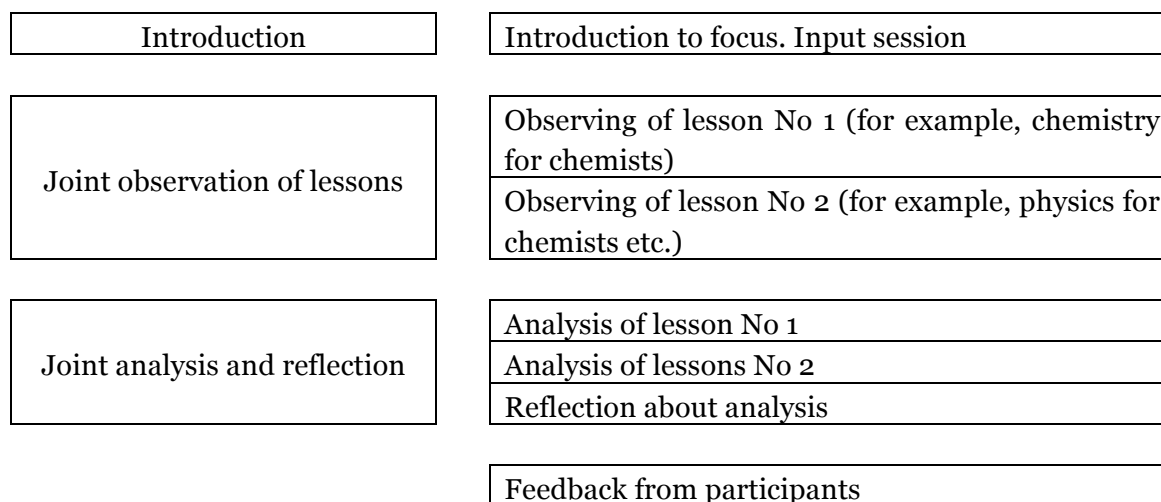 Introduction
Introduction to focus. Input session
Joint observation of lessons
Observing of lesson No 1 (for example, chemistry
for chemists)
Observing of lesson No 2 (for example, physics for
chemists etc.)
Joint analysis and reflection
Analysis of lesson No 1
Analysis of lessons No 2
Reflection about analysis
Feedback from participants